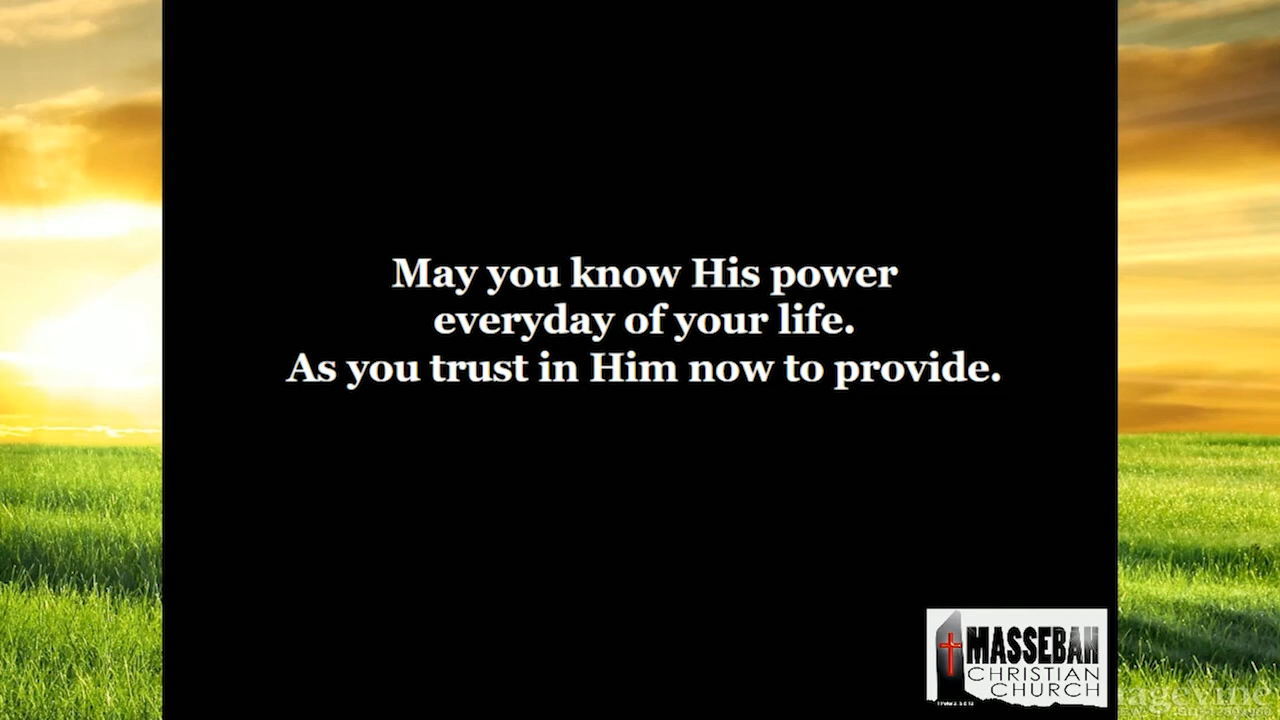 May you know His power
everyday of your life.
As you trust in Him now to provide.
MASSEBAH
CHRISTIAN
CHURCH